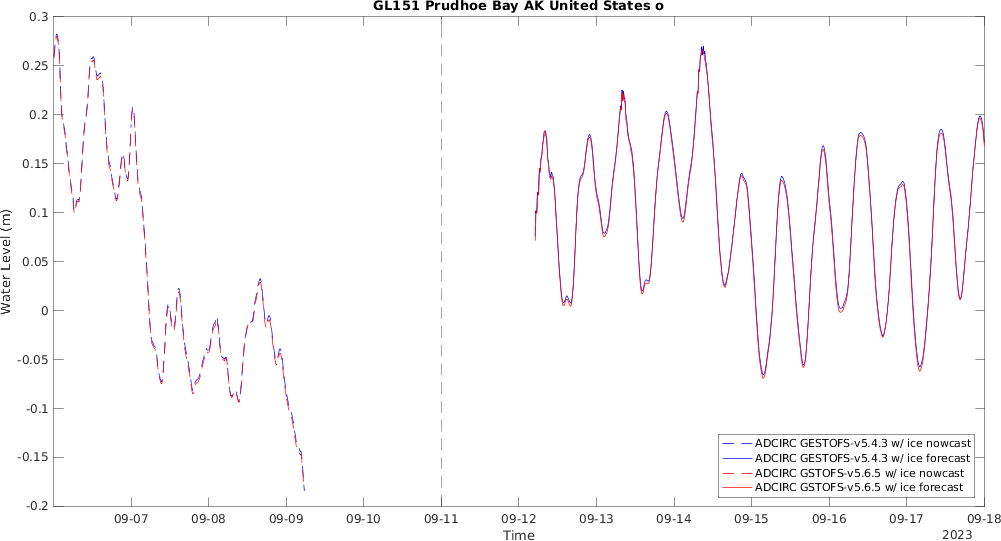 GL151 Prudhoe Bay AK United States o
0.3
0.25
0.2
0.15
0.1
0.05
0
-0.05
-0.1
-0.15
-0.2
Water Level (m)
ADCIRC GESTOFS-v5.4.3 w/ ice nowcast
ADCIRC GESTOFS-v5.4.3 w/ ice forecast
ADCIRC GSTOFS-v5.6.5 w/ ice nowcast
ADCIRC GSTOFS-v5.6.5 w/ ice forecast
09-07 09-08 09-09 09-10 09-11 09-12 09-13 09-14 09-15 09-16 09-17 09-18
Time
2023